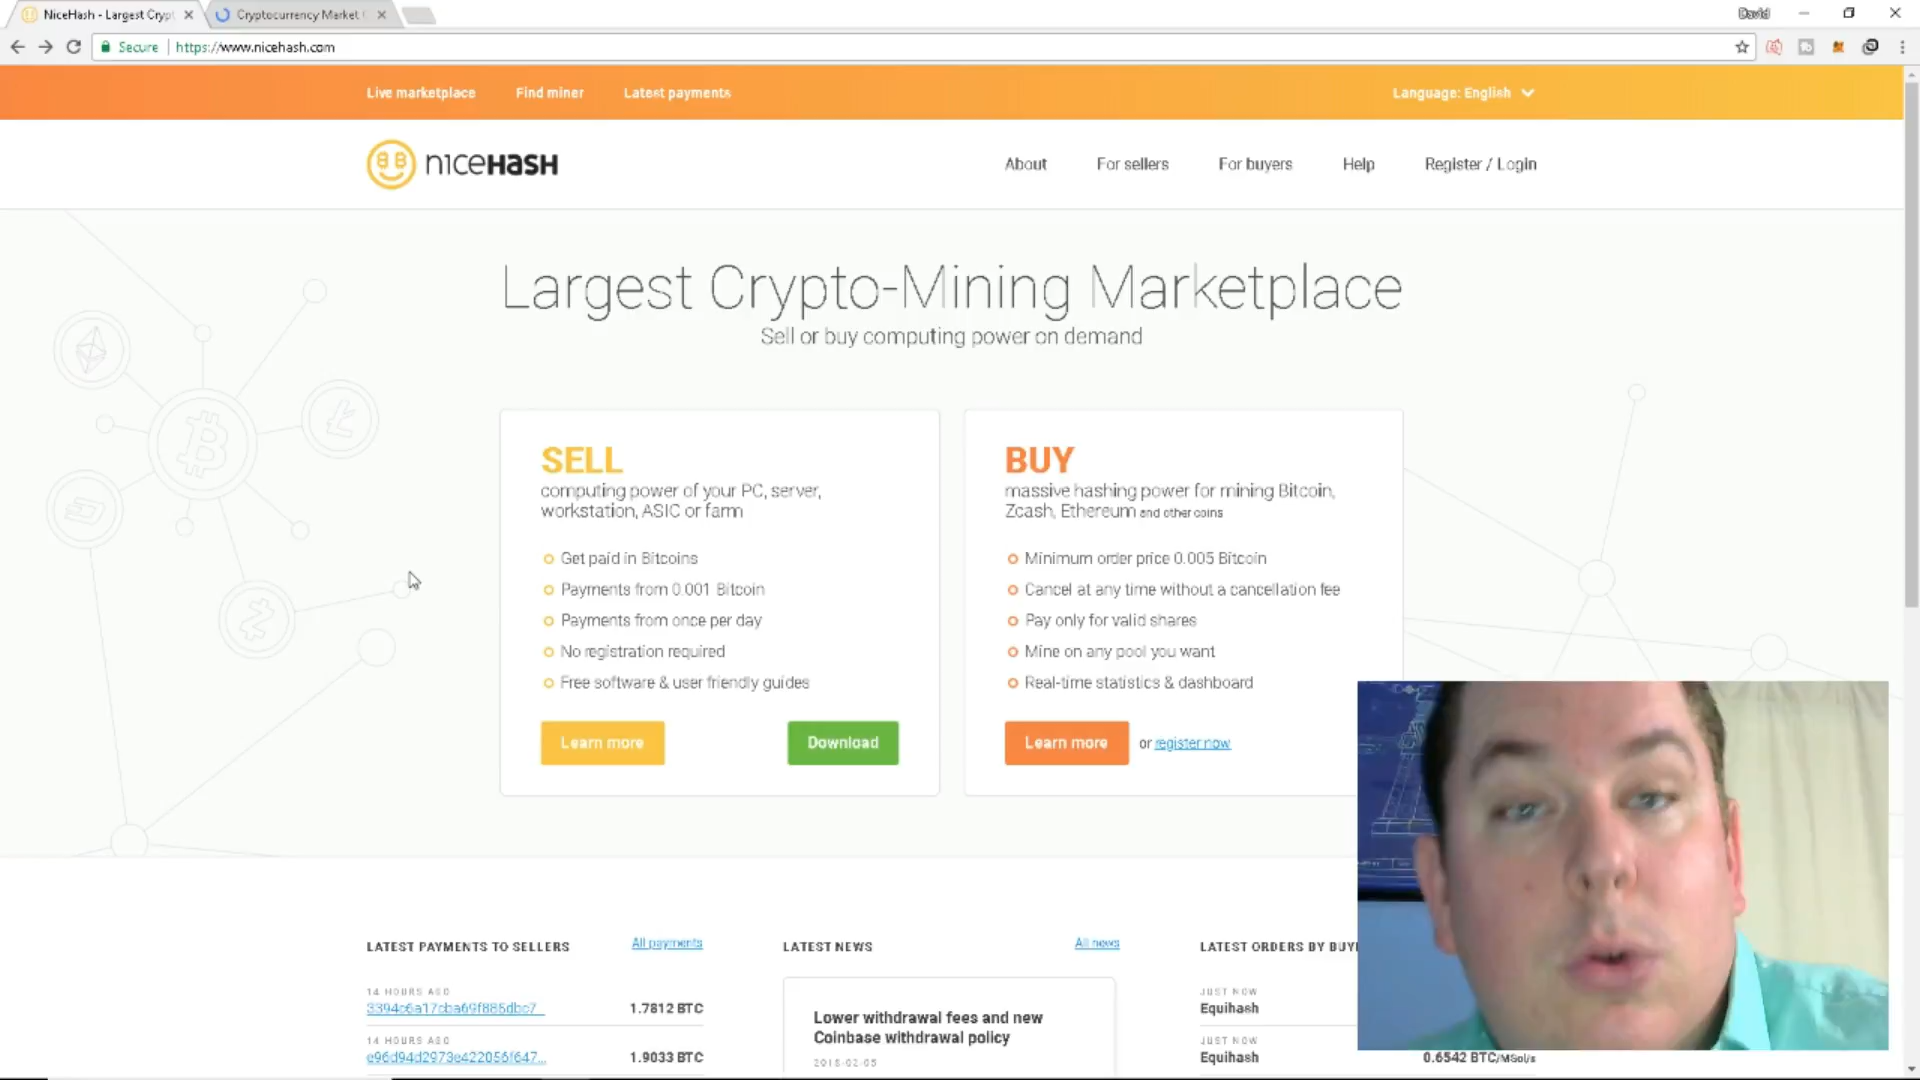 NiceHash - Largest Crypt
Cryptocurrency Market
David
Secure
https://www.nicehash.com
Live marketplace
Find miner
Latest payments
Language: English
niceHASH
About
For sellers
For buyers
Help
Register / Login
Largest Crypto-Mining Marketplace
Sell or buy computing power on demand
SELL
computing power of your PC, server,
workstation, ASIC or farm
Get paid in Bitcoins
Payments from 0.001 Bitcoin
Payments from once per day
No registration required
Free software & user friendly guides
Learn more
Download
BUY
massive hashing power for mining Bitcoin,
Zcash, Ethereum and other coins
Minimum order price 0.005 Bitcoin
Cancel at any time without a cancellation fee
Pay only for valid shares
Mine on any pool you want
Real-time statistics & dashboard
Learn more
or register now
LATEST PAYMENTS TO SELLERS
All payments
14 HOURS AGO
3394c6a17cba69f885dbc7...
1.7812 BTC
14 HOURS AGO
e96d94d2973e422056f647...
1.9033 BTC
LATEST NEWS
All news
Lower withdrawal fees and new
Coinbase withdrawal policy
2018-02-05
LATEST ORDERS BY BUY
JUST NOW
Equihash
JUST NOW
Equihash
0.6542 BTC/MSol/s